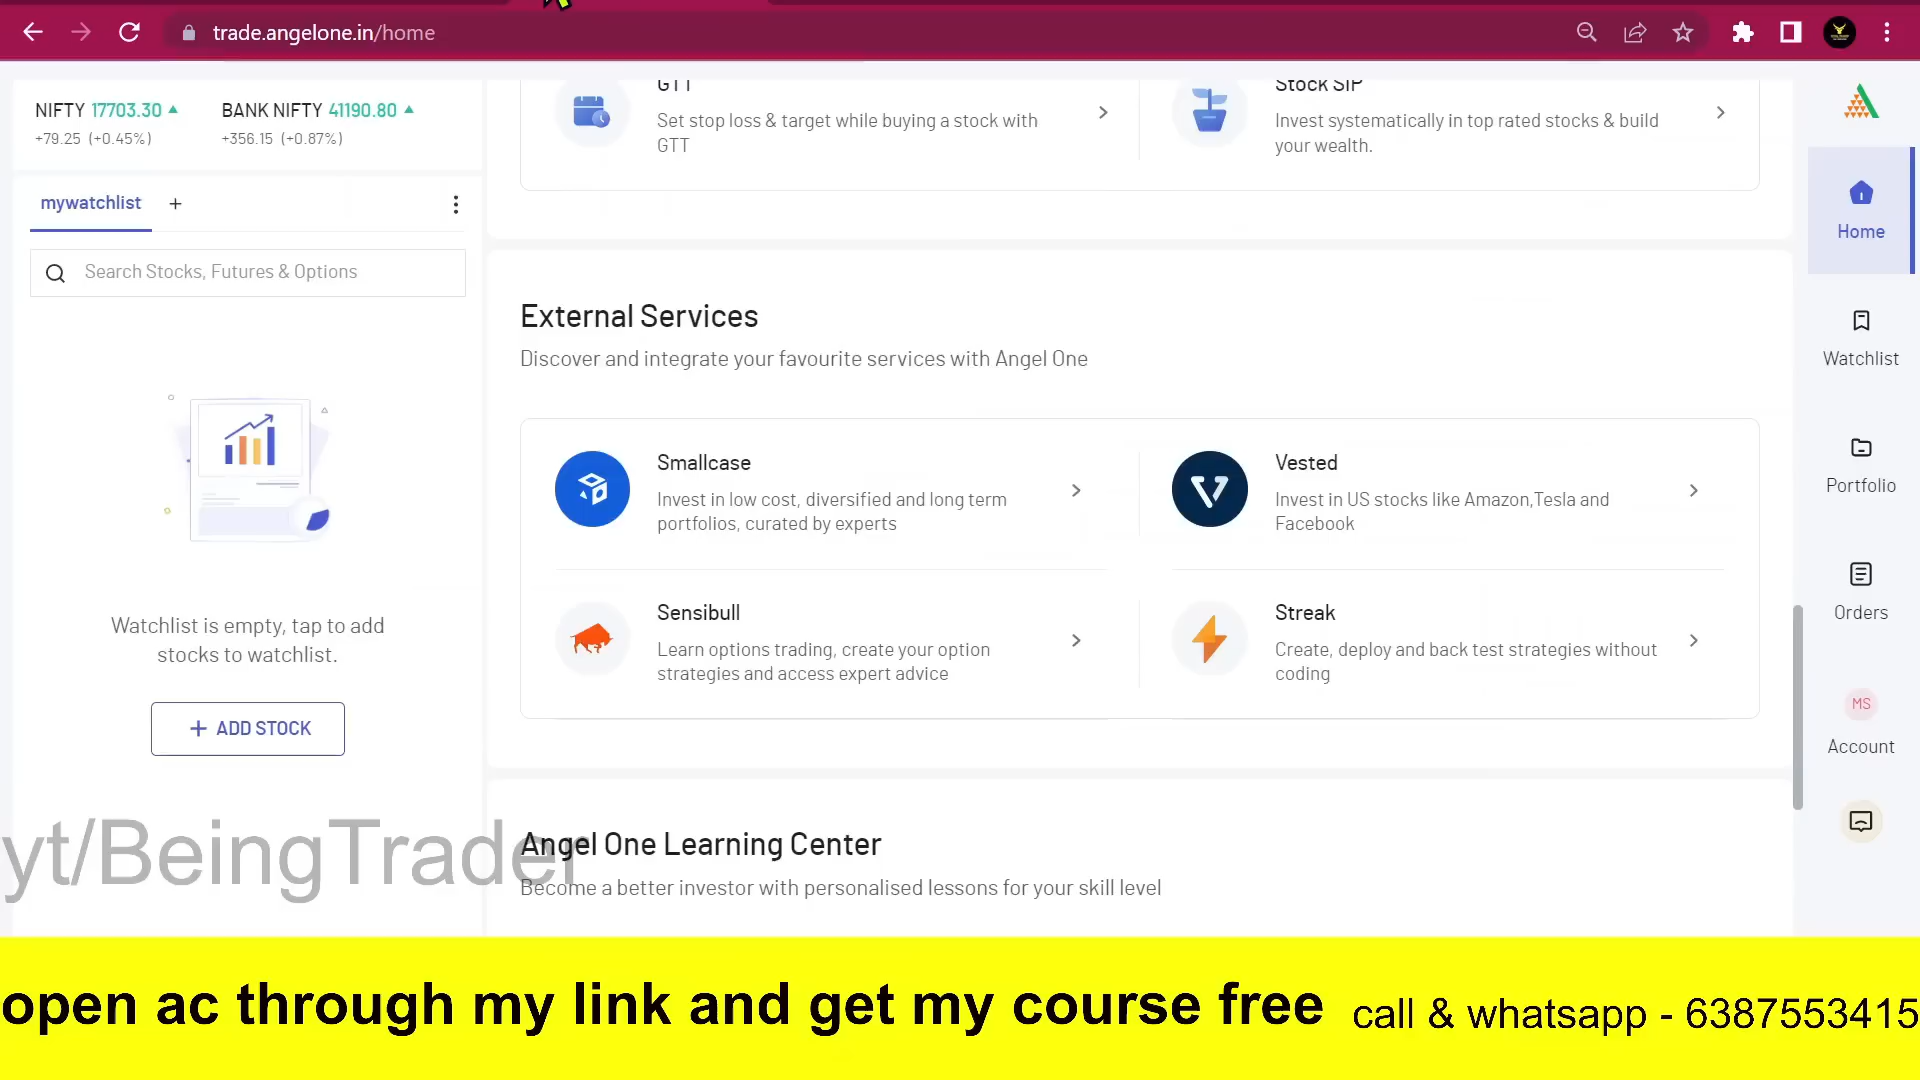 trade.angelone.in/home
NIFTY 17703.30
+79.25 (+0.45%)
BANK NIFTY 41190.80
+356.15 (+0.87%)
mywatchlist +
Search Stocks, Futures & Options
Watchlist is empty, tap to add
stocks to watchlist.
+ ADD STOCK
GTT
Set stop loss & target while buying a stock with
GTT
Stock SIP
Invest systematically in top rated stocks & build
your wealth.
External Services
Discover and integrate your favourite services with Angel One
Smallcase
Invest in low cost, diversified and long term
portfolios, curated by experts
Vested
Invest in US stocks like Amazon,Tesla and
Facebook
Sensibull
Learn options trading, create your option
strategies and access expert advice
Streak
Create, deploy and back test strategies without
coding
Angel One Learning Center
Become a better investor with personalised lessons for your skill level
Home
Watchlist
Portfolio
Orders
MS
Account
yt/BeingTrader
open ac through my link and get my course free
call & whatsapp - 6387553415